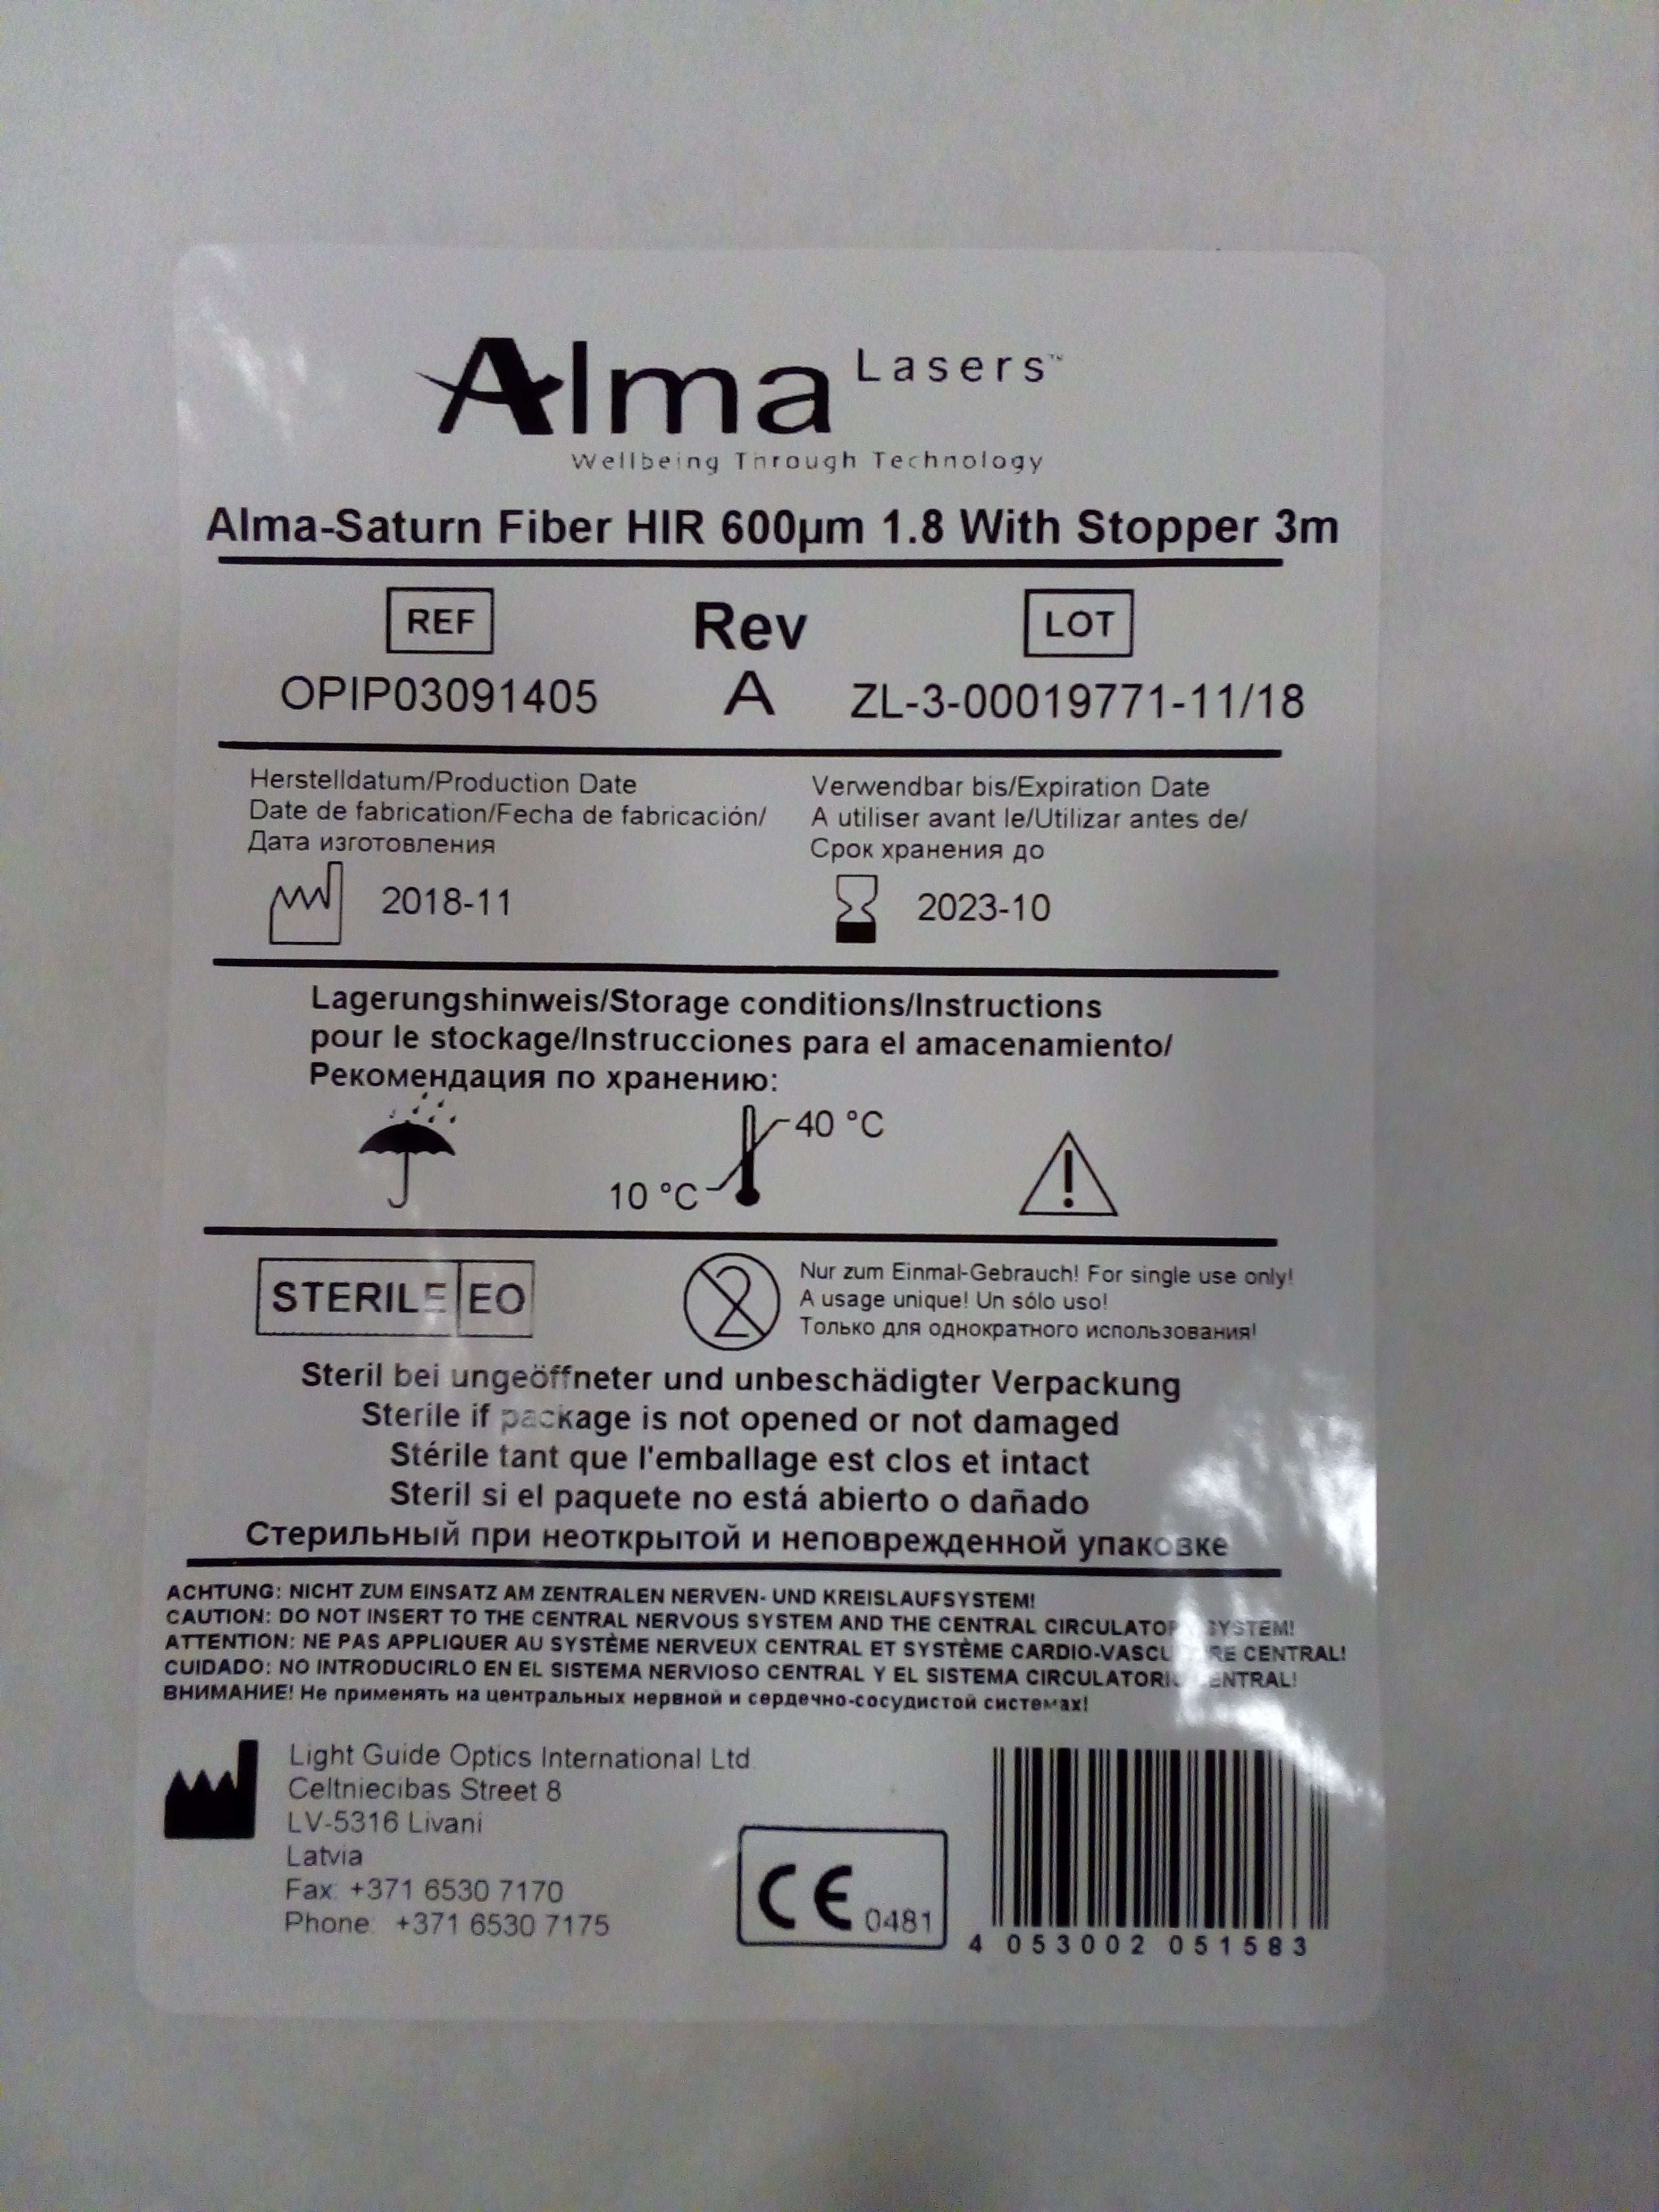 Alma Lasers™
Wellbeing Through Technology
Alma-Saturn Fiber HIR 600µm 1.8 With Stopper 3m
REF Rev LOT
OPIP03091405 A ZL-3-00019771-11/18
Herstelldatum/Production Date
Date de fabrication/Fecha de fabricación/
Дата изготовления
2018-11
Verwendbar bis/Expiration Date
A utiliser avant le/Utilizar antes de/
Срок хранения до
2023-10
Lagerungshinweis/Storage conditions/Instructions
pour le stockage/Instrucciones para el amacenamiento/
Рекомендация по хранению:
40 °C
10 °C
STERILE EO
2
Nur zum Einmal-Gebrauch! For single use only!
A usage unique! Un sólo uso!
Только для однократного использования!
Steril bei ungeöffneter und unbeschädigter Verpackung
Sterile if package is not opened or not damaged
Stérile tant que l'emballage est clos et intact
Steril si el paquete no está abierto o dañado
Стерильный при неоткрытой и неповрежденной упаковке
ACHTUNG: NICHT ZUM EINSATZ AM ZENTRALEN NERVEN- UND KREISLAUFSYSTEM!
CAUTION: DO NOT INSERT TO THE CENTRAL NERVOUS SYSTEM AND THE CENTRAL SYSTEM!
ATTENTION: NE PAS APPLIQUER AU SYSTÈME NERVEUX CENTRAL ET SYSTÈME CENTRAL!
CUIDADO: NO INTRODUCIRLO EN EL SISTEMA NERVIOSO CENTRAL Y EL SISTEMA
ВНИМАНИЕ! Не применять на центральных нервной и сердечно-сосудистой системах!
Light Guide Optics International Ltd.
Celtniecibas Street 8
LV-5316 Livani
Latvia
Fax: +371 6530 7170
Phone: +371 6530 7175
CE 0481
4 053002 051583